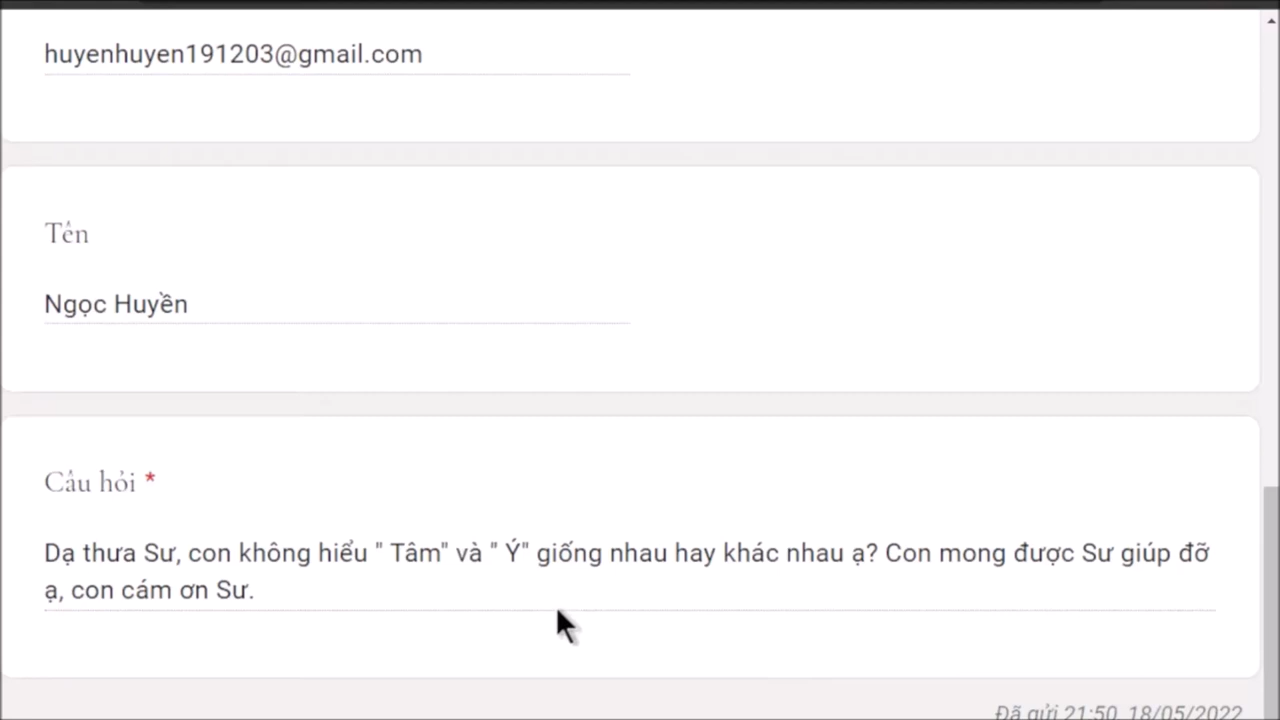 huyenhuyen191203@gmail.com
Tên
Ngọc Huyền
Câu hỏi *
Dạ thưa Sư, con không hiểu " Tâm" và " Ý" giống nhau hay khác nhau ạ? Con mong được Sư giúp đỡ
ạ, con cám ơn Sư.
Đã gửi 21:50, 18/05/2022